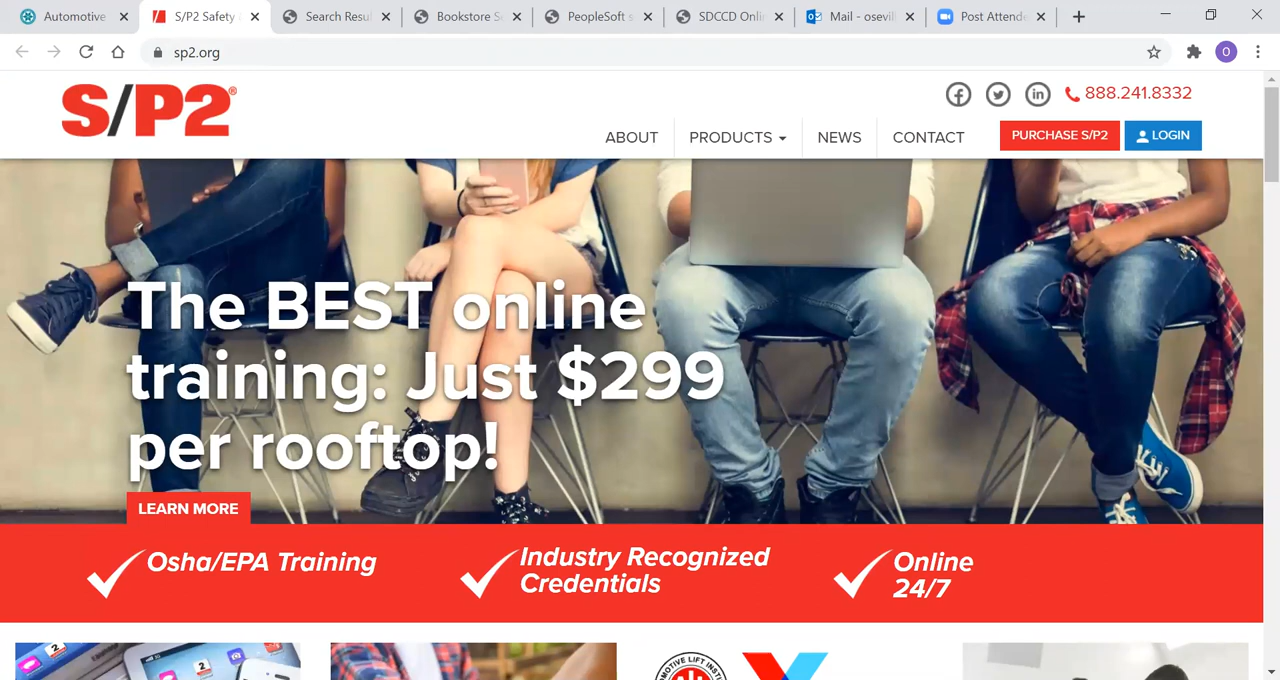 Automotive
S/P2 Safety
Search Resu
Bookstore S
PeopleSoft s
SDCCD Onli
Mail - osevil
Post Attende
sp2.org
O
S/P2®
888.241.8332
ABOUT
PRODUCTS
NEWS
CONTACT
PURCHASE S/P2
LOGIN
The BEST online
training: Just $299
per rooftop!
LEARN MORE
Osha/EPA Training
Industry Recognized
Credentials
Online
24/7